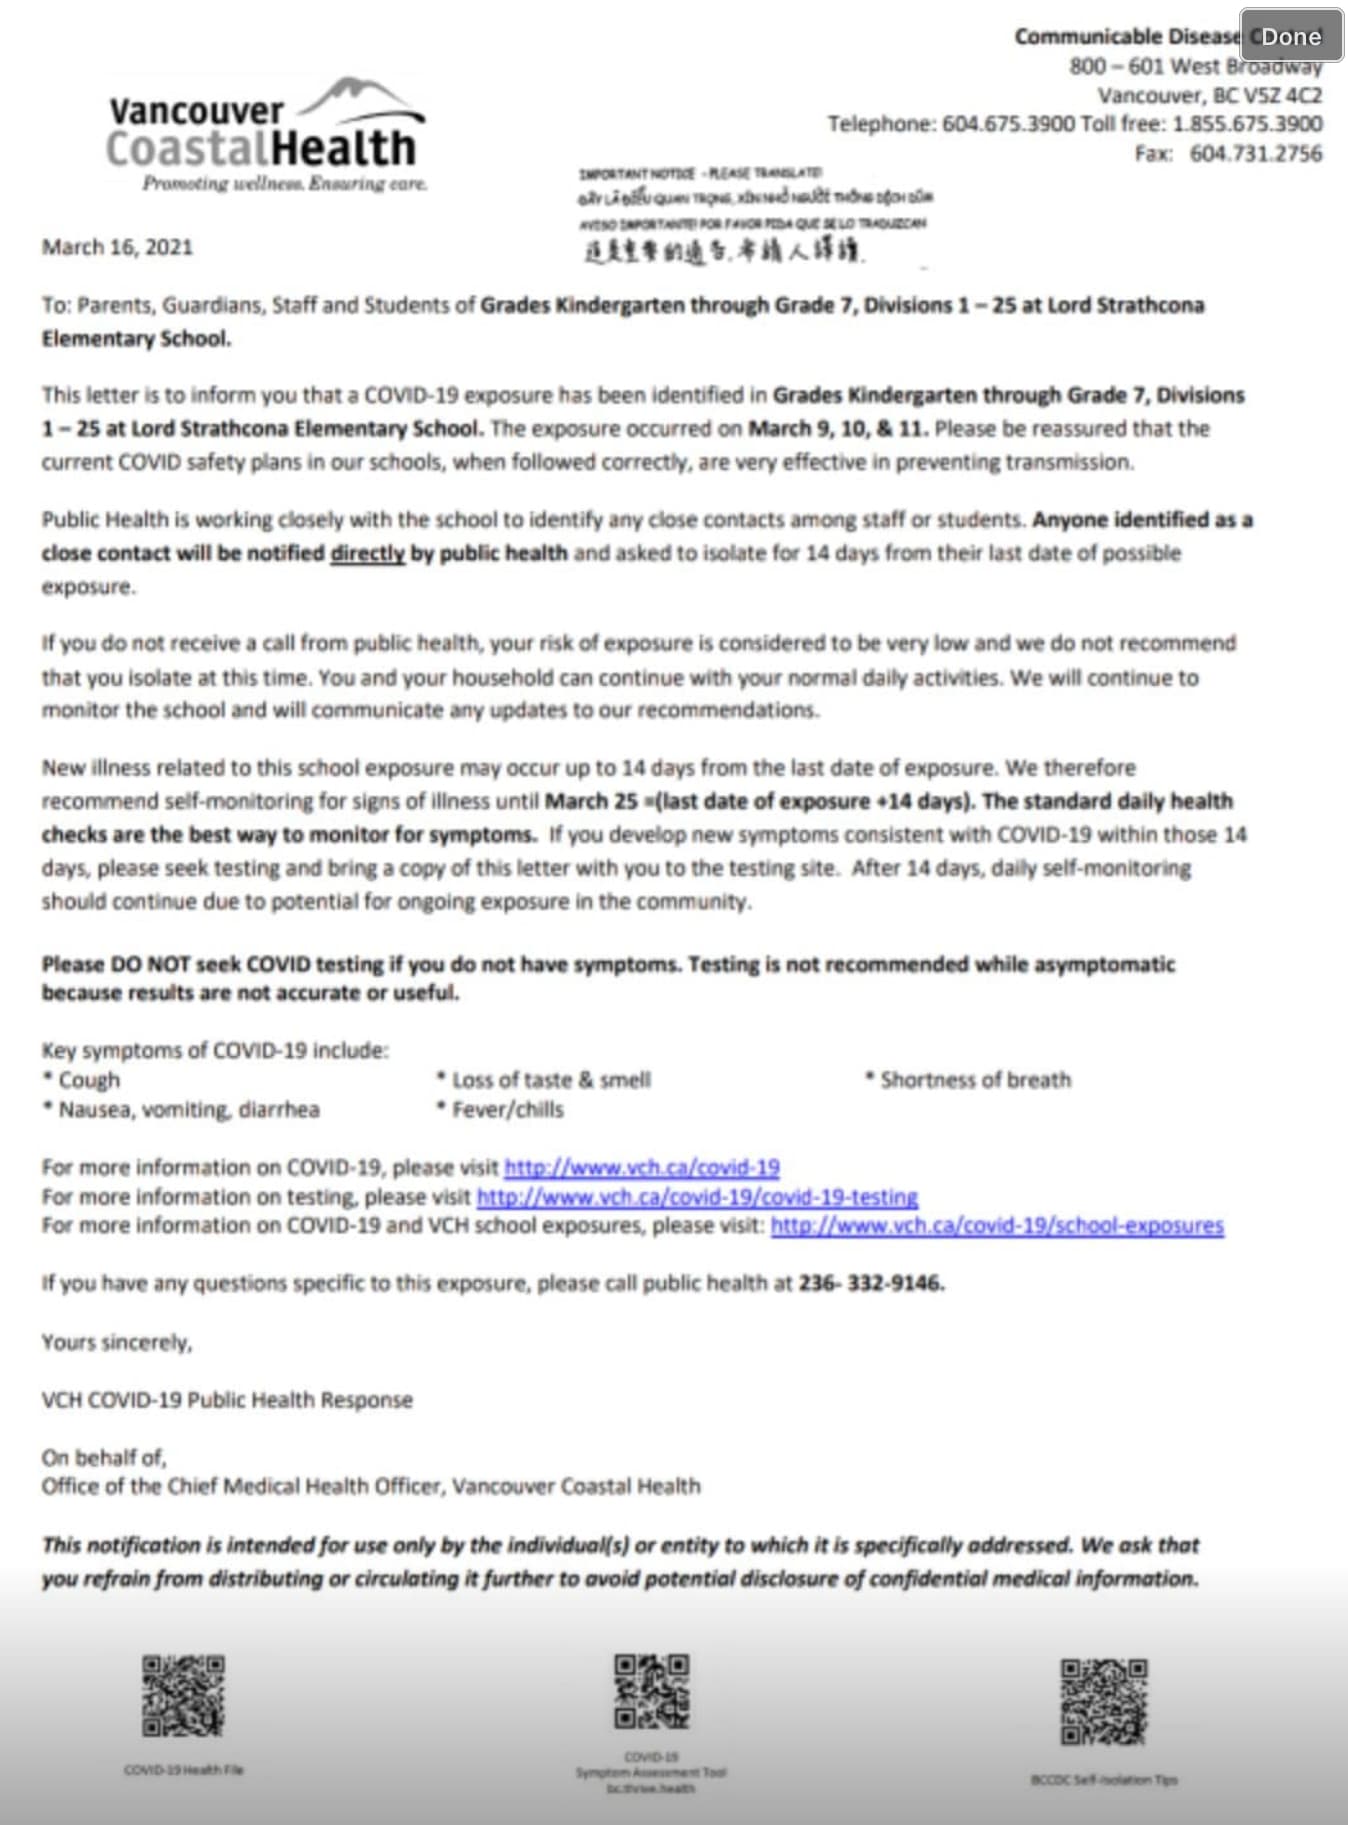 Done
Communicable Disease
800 – 601 West Broadway
Vancouver, BC V5Z 4C2
Telephone: 604.675.3900 Toll free: 1.855.675.3900
Fax: 604.731.2756
Vancouver
CoastalHealth
Promoting wellness. Ensuring care.
IMPORTANT NOTICE - PLEASE TRANSLATE
AVISO IMPORTANTE! POR FAVOR PIDA QUE SE LO TRADUZCAN
March 16, 2021
To: Parents, Guardians, Staff and Students of Grades Kindergarten through Grade 7, Divisions 1 – 25 at Lord Strathcona
Elementary School.
This letter is to inform you that a COVID-19 exposure has been identified in Grades Kindergarten through Grade 7, Divisions
1 – 25 at Lord Strathcona Elementary School. The exposure occurred on March 9, 10, & 11. Please be reassured that the
current COVID safety plans in our schools, when followed correctly, are very effective in preventing transmission.
Public Health is working closely with the school to identify any close contacts among staff or students. Anyone identified as a
close contact will be notified directly by public health and asked to isolate for 14 days from their last date of possible
exposure.
If you do not receive a call from public health, your risk of exposure is considered to be very low and we do not recommend
that you isolate at this time. You and your household can continue with your normal daily activities. We will continue to
monitor the school and will communicate any updates to our recommendations.
New illness related to this school exposure may occur up to 14 days from the last date of exposure. We therefore
recommend self-monitoring for signs of illness until March 25 =(last date of exposure +14 days). The standard daily health
checks are the best way to monitor for symptoms. If you develop new symptoms consistent with COVID-19 within those 14
days, please seek testing and bring a copy of this letter with you to the testing site. After 14 days, daily self-monitoring
should continue due to potential for ongoing exposure in the community.
Please DO NOT seek COVID testing if you do not have symptoms. Testing is not recommended while asymptomatic
because results are not accurate or useful.
Key symptoms of COVID-19 include:
* Cough * Loss of taste & smell * Shortness of breath
* Nausea, vomiting, diarrhea * Fever/chills
For more information on COVID-19, please visit http://www.vch.ca/covid-19
For more information on testing, please visit http://www.vch.ca/covid-19/covid-19-testing
For more information on COVID-19 and VCH school exposures, please visit: http://www.vch.ca/covid-19/school-exposures
If you have any questions specific to this exposure, please call public health at 236- 332-9146.
Yours sincerely,
VCH COVID-19 Public Health Response
On behalf of,
Office of the Chief Medical Health Officer, Vancouver Coastal Health
This notification is intended for use only by the individual(s) or entity to which it is specifically addressed. We ask that
you refrain from distributing or circulating it further to avoid potential disclosure of confidential medical information.
COVID-19 Health File
COVID-19
Symptom Assessment Tool
bc.thrive.health
BCCDC Self-Isolation Tips